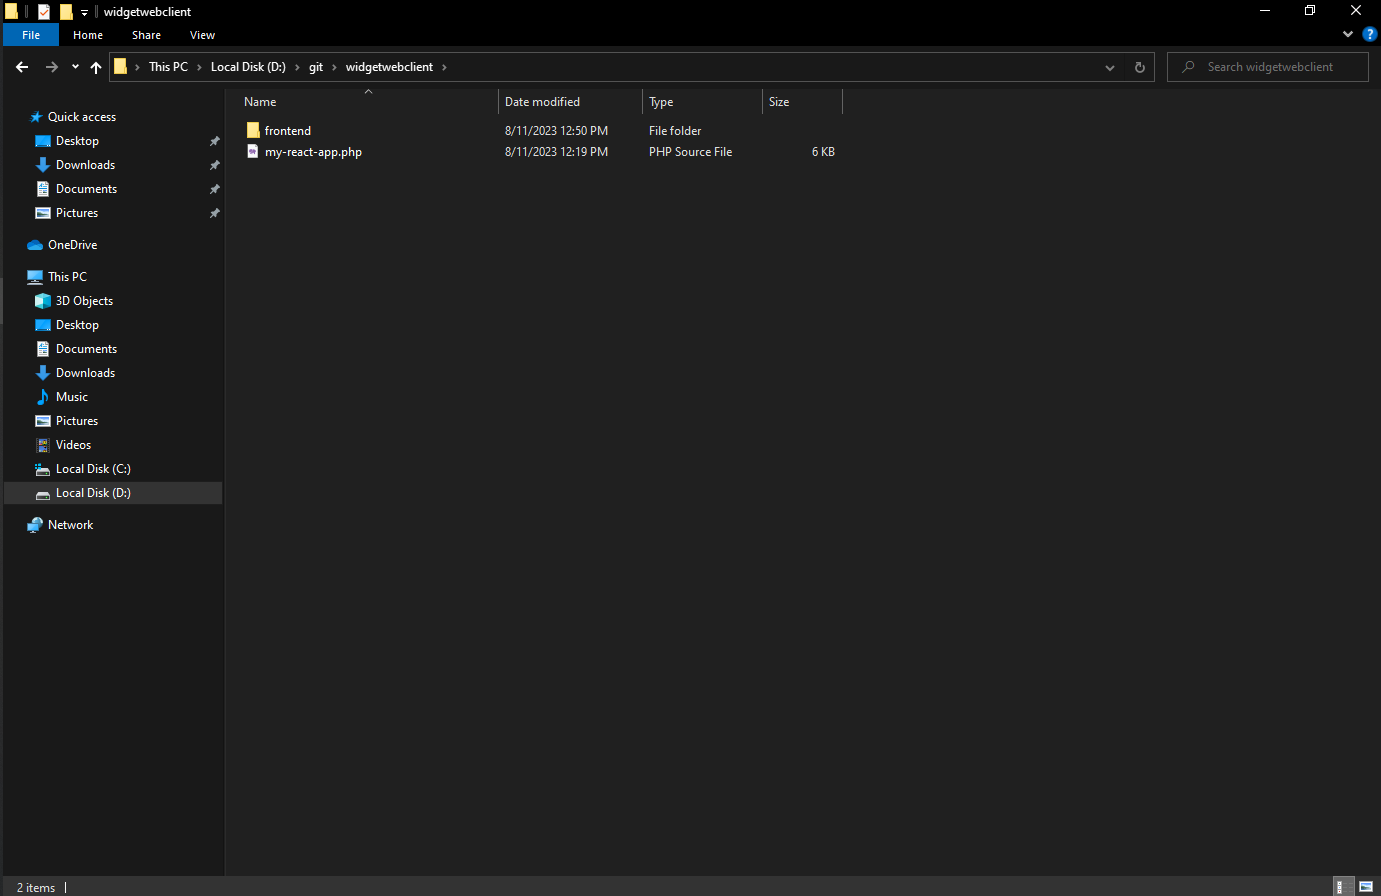 widgetwebclient
File Home Share View
This PC Local Disk (D:) git widgetwebclient Search widgetwebclient
Name Date modified Type Size
frontend 8/11/2023 12:50 PM File folder
my-react-app.php 8/11/2023 12:19 PM PHP Source File 6 KB
Quick access
Desktop
Downloads
Documents
Pictures
OneDrive
This PC
3D Objects
Desktop
Documents
Downloads
Music
Pictures
Videos
Local Disk (C:)
Local Disk (D:)
Network
2 items